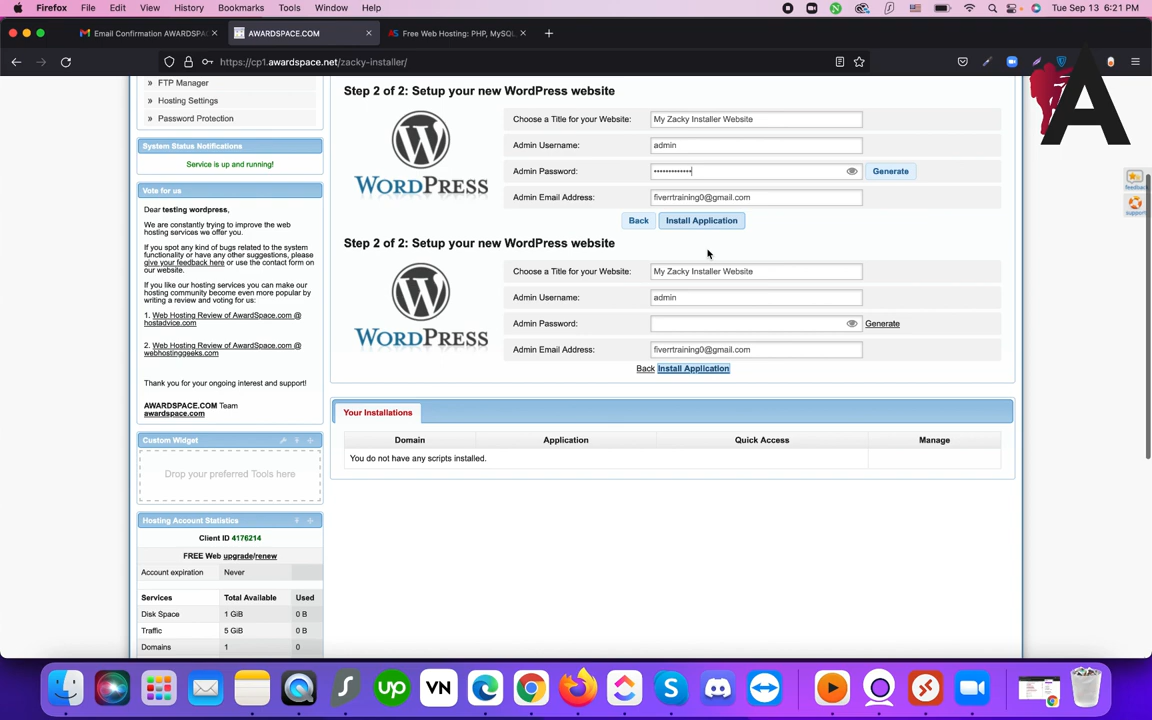 Firefox File Edit View History Bookmarks Tools Window Help Tue Sep 13 6:21 PM
Email Confirmation AWARDSPA AWARDSPACE.COM Free Web Hosting: PHP, MySQL
https://cp1.awardspace.net/zacky-installer/
» FTP Manager
» Hosting Settings
» Password Protection
System Status Notifications
Service is up and running!
Vote for us
Dear testing wordpress,
We are constantly trying to improve the web
hosting services we offer you.
If you spot any kind of bugs related to the system
functionality or have any other suggestions, please
give your feedback here or use the contact form on
our website.
If you like our hosting services you can make our
hosting community become even more popular by
writing a review and voting for us:
1. Web Hosting Review of AwardSpace.com @
hostadvice.com
2. Web Hosting Review of AwardSpace.com @
webhostinggeeks.com
Thank you for your ongoing interest and support!
AWARDSPACE.COM Team
awardspace.com
Custom Widget
Drop your preferred Tools here
Hosting Account Statistics
Client ID 4176214
FREE Web upgrade/renew
Account expiration Never
Services Total Available Used
Disk Space 1 GiB 0 B
Traffic 5 GiB 0 B
Domains 1 0
Step 2 of 2: Setup your new WordPress website
WORDPRESS
Choose a Title for your Website: My Zacky Installer Website
Admin Username: admin
Admin Password: ••••••••••••• Generate
Admin Email Address: fiverrtraining0@gmail.com
Back Install Application
Step 2 of 2: Setup your new WordPress website
WORDPRESS
Choose a Title for your Website: My Zacky Installer Website
Admin Username: admin
Admin Password: Generate
Admin Email Address: fiverrtraining0@gmail.com
Back Install Application
Your Installations
Domain Application Quick Access Manage
You do not have any scripts installed.
A
feedback
support
up VN